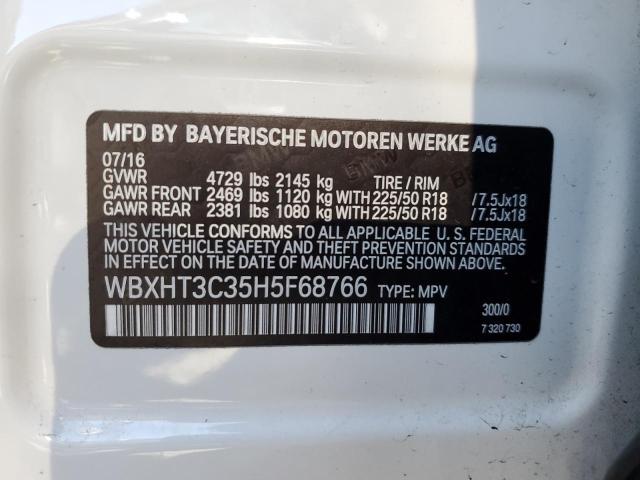 MFD BY BAYERISCHE MOTOREN WERKE AG
07/16
GVWR 4729 lbs 2145 kg TIRE / RIM
GAWR FRONT 2469 lbs 1120 kg WITH 225/50 R18 /7.5Jx18
GAWR REAR 2381 lbs 1080 kg WITH 225/50 R18 /7.5Jx18
THIS VEHICLE CONFORMS TO ALL APPLICABLE U. S. FEDERAL
MOTOR VEHICLE SAFETY AND THEFT PREVENTION STANDARDS
IN EFFECT ON THE DATE OF MANUFACTURE SHOWN ABOVE.
WBXHT3C35H5F68766 TYPE: MPV
300/0
7 320 730